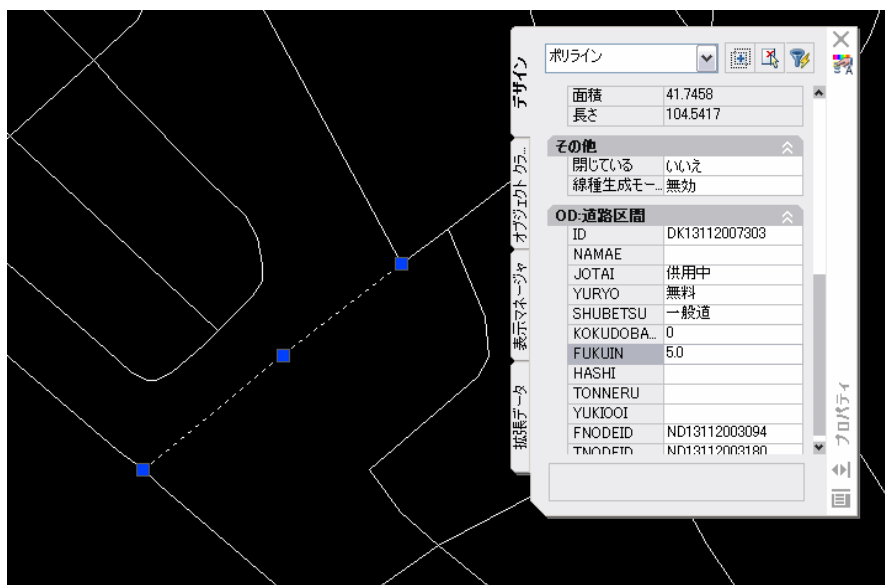 ポリライン
面積 41.7458
長さ 104.5417
その他
閉じている いいえ
線種生成モー... 無効
OD:道路区間
ID DK13112007303
NAMAE
JOTAI 供用中
YURYO 無料
SHUBETSU 一般道
KOKUDOBA... 0
FUKUIN 5.0
HASHI
TONNERU
YUKIOOI
FNODEID ND13112003094
TNODEID ND13112003180
デザイン
オブジェクト クラ...
表示マネージャ
拡張データ
プロパティ